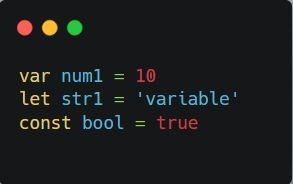 var num1 = 10
let str1 = 'variable'
const bool = true